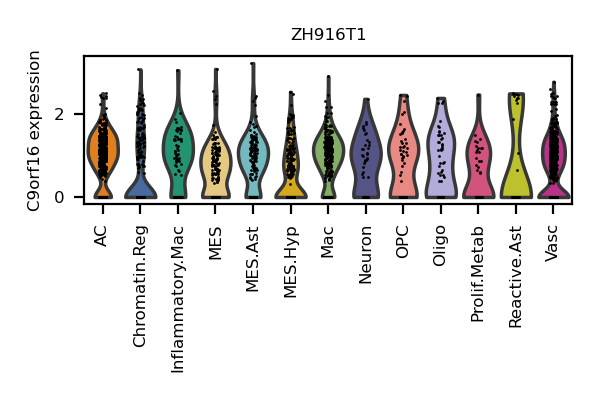 ZH916T1
C9orf16 expression
2
0
AC
Chromatin.Reg
Inflammatory.Mac
MES
MES.Ast
MES.Hyp
Mac
Neuron
OPC
Oligo
Prolif.Metab
Reactive.Ast
Vasc